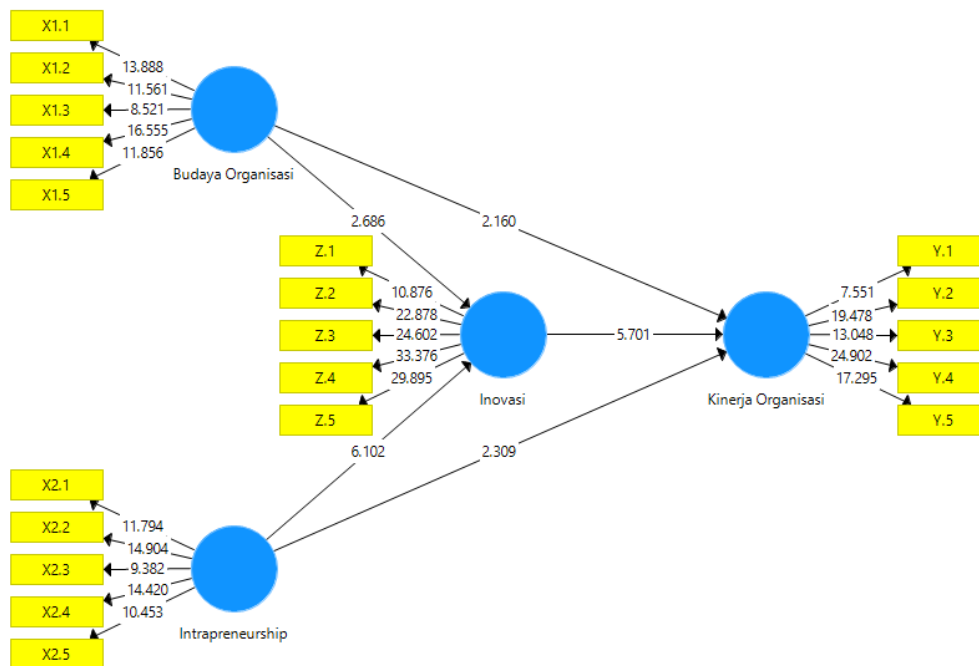 X1.1
X1.2
X1.3
X1.4
X1.5
13.888
11.561
8.521
16.555
11.856
Budaya Organisasi
2.686
2.160
Z.1
Z.2
Z.3
Z.4
Z.5
10.876
22.878
24.602
33.376
29.895
Inovasi
5.701
Y.1
Y.2
Y.3
Y.4
Y.5
7.551
19.478
13.048
24.902
17.295
Kinerja Organisasi
6.102
2.309
X2.1
X2.2
X2.3
X2.4
X2.5
11.794
14.904
9.382
14.420
10.453
Intrapreneurship